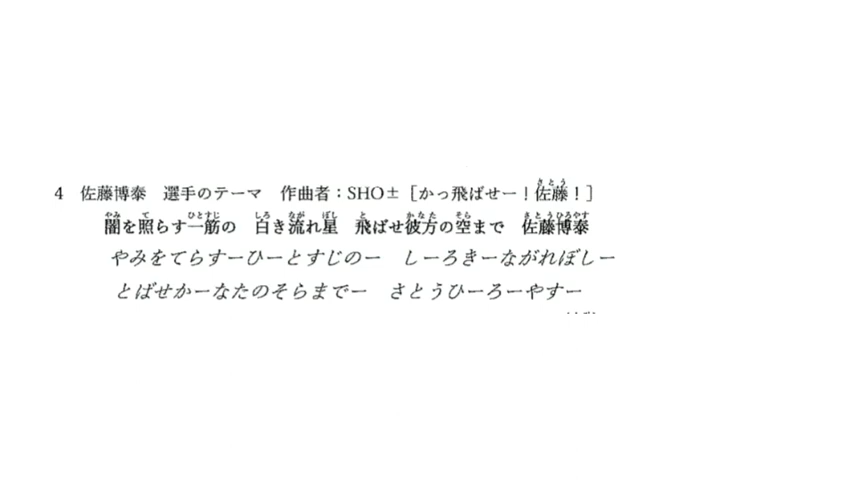 4 佐藤博泰 選手のテーマ 作曲者：SHO± ［かっ飛ばせー！佐藤！］
闇を照らす一筋の 白き流れ星 飛ばせ彼方の空まで 佐藤博泰
やみをてらすーひーとすじのー しーろきーながれぼしー
とばせかーなたのそらまでー さとうひーろーやすー